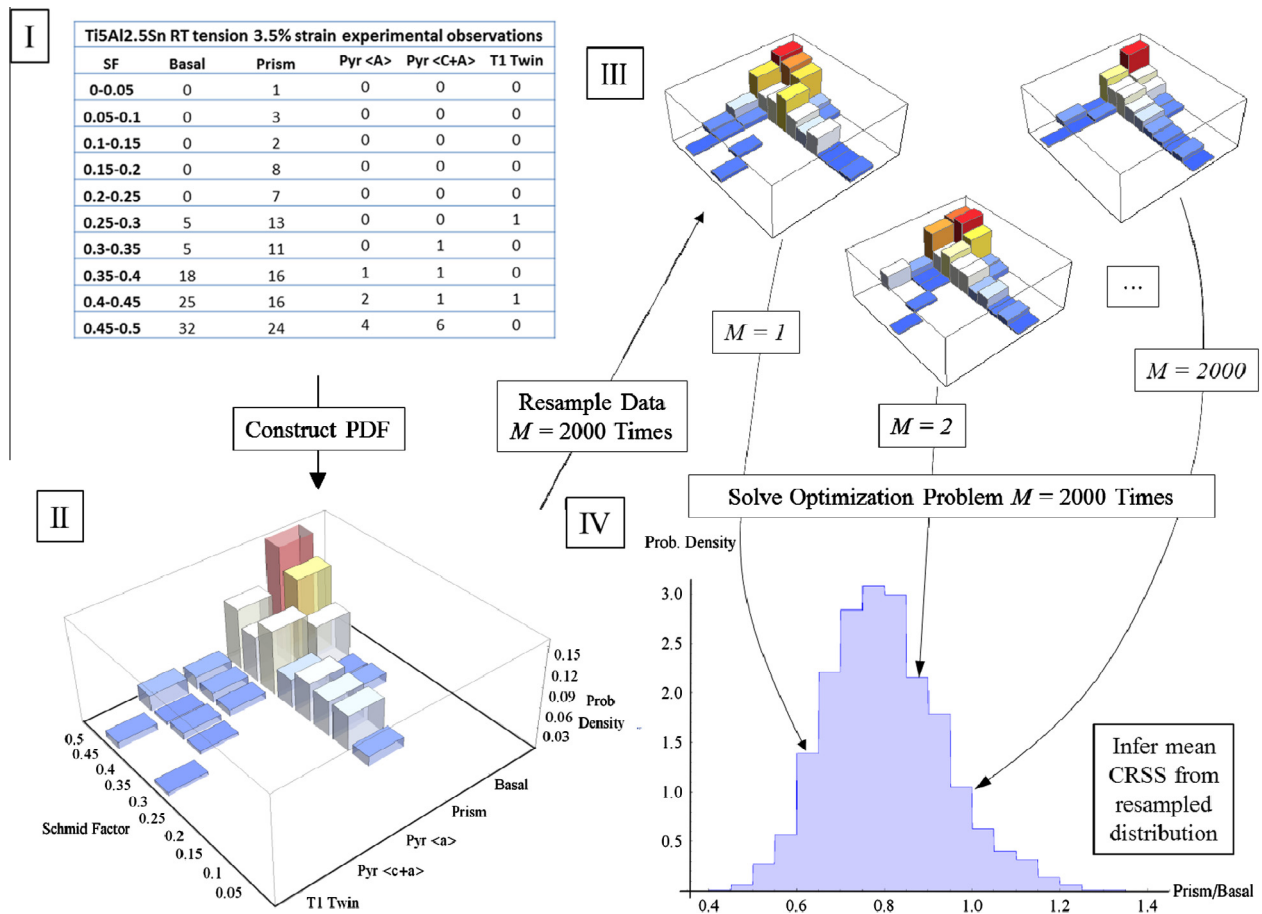 I
Ti5Al2.5Sn RT tension 3.5% strain experimental observations
SF Basal Prism Pyr <A> Pyr <C+A> T1 Twin
0-0.05 0 1 0 0 0
0.05-0.1 0 3 0 0 0
0.1-0.15 0 2 0 0 0
0.15-0.2 0 8 0 0 0
0.2-0.25 0 7 0 0 0
0.25-0.3 5 13 0 0 1
0.3-0.35 5 11 0 1 0
0.35-0.4 18 16 1 1 0
0.4-0.45 25 16 2 1 1
0.45-0.5 32 24 4 6 0
Construct PDF
Resample Data
M = 2000 Times
III
M = 1
M = 2
...
M = 2000
Solve Optimization Problem M = 2000 Times
II
0.15
0.12
0.09
0.06
0.03
Prob
Density
0.5
0.45
0.4
0.35
0.3
0.25
0.2
0.15
0.1
0.05
Schmid Factor
Basal
Prism
Pyr <a>
Pyr <c+a>
T1 Twin
IV
Prob. Density
3.0
2.5
2.0
1.5
1.0
0.5
0.4 0.6 0.8 1.0 1.2 1.4
Prism/Basal
Infer mean
CRSS from
resampled
distribution